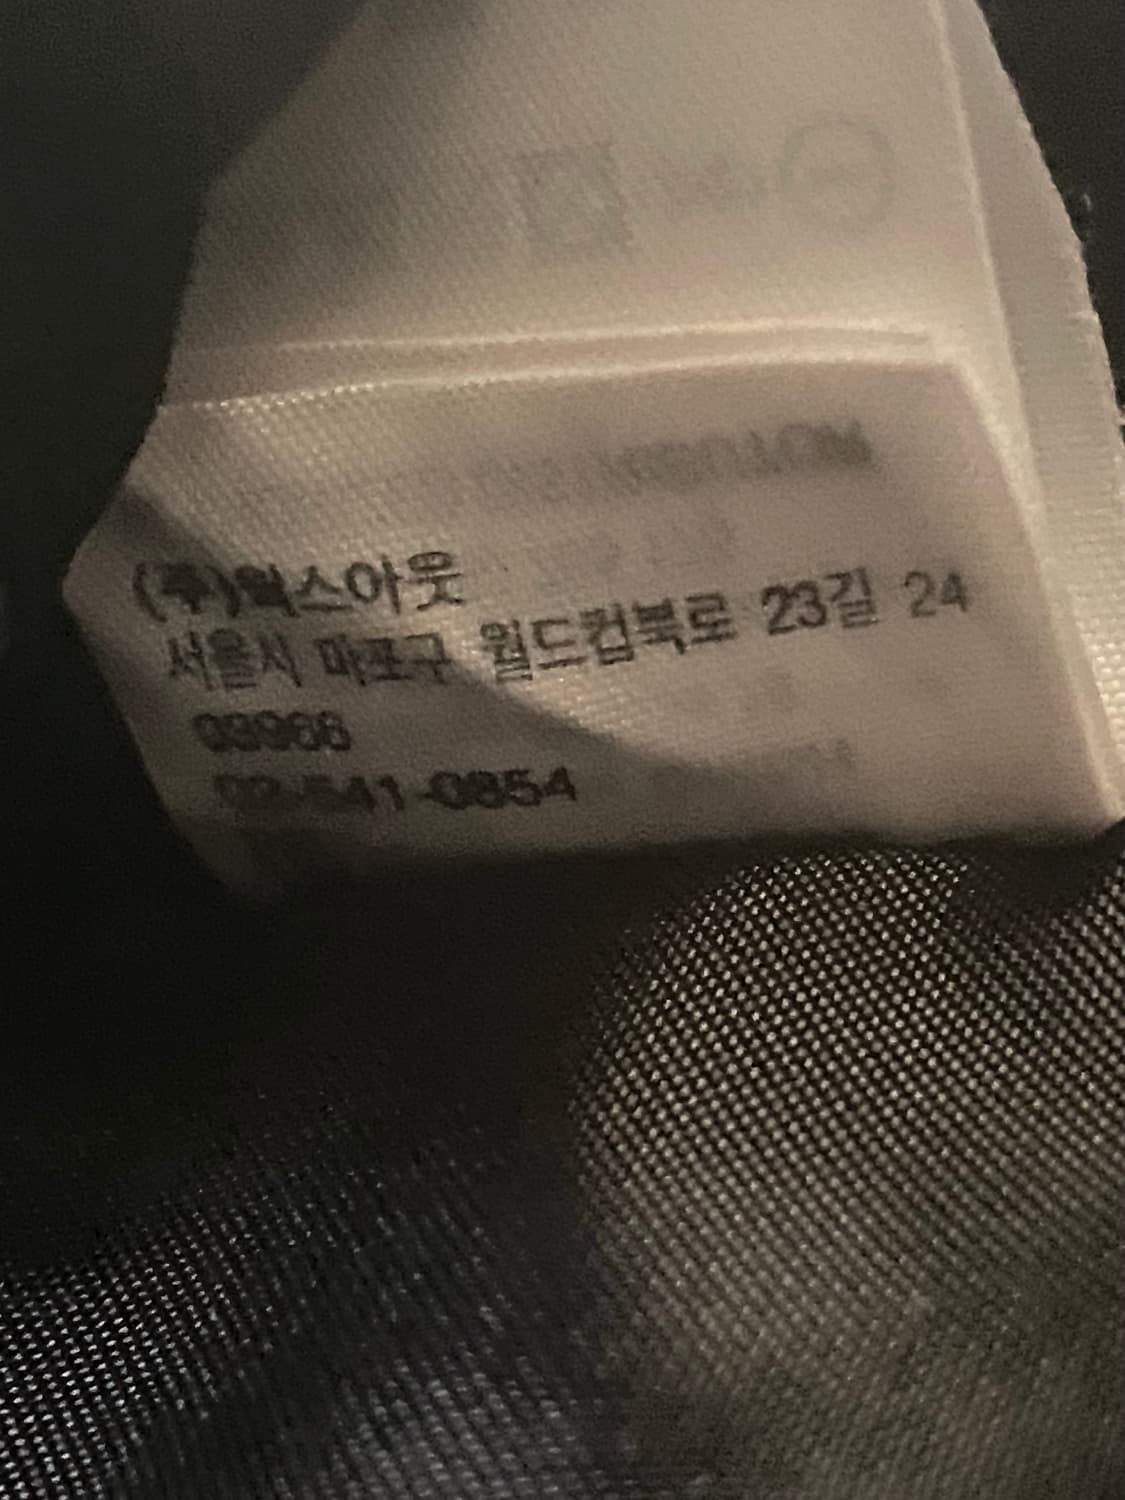 (주)웍스아웃
서울시 마포구 월드컵북로 23길 24
03966
02-541-0854